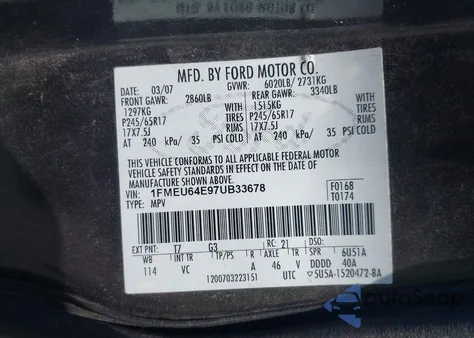 MFD. BY FORD MOTOR CO.
DATE: 03/07 GVWR: 6020LB/ 2731KG
FRONT GAWR: 2860LB REAR GAWR: 3340LB
1297KG 1515KG
P245/65R17 TIRES P245/65R17
17X7.5J RIMS 17X7.5J
AT 240 kPa/ 35 PSI COLD AT 240 kPa/ 35 PSI COLD
THIS VEHICLE CONFORMS TO ALL APPLICABLE FEDERAL MOTOR
VEHICLE SAFETY STANDARDS IN EFFECT ON THE DATE OF
MANUFACTURE SHOWN ABOVE.
VIN: 1FMEU64E97UB33678 F0168
TYPE: MPV T0174
EXT PNT: T7 G3 RC: 21 DSO:
WB INT TR TP/PS R AXLE TR SPR 6U51A
114 VC A 46 V DDDD 40A
1200703223151 UTC 5U5A-1520472-BA
AutoSnap